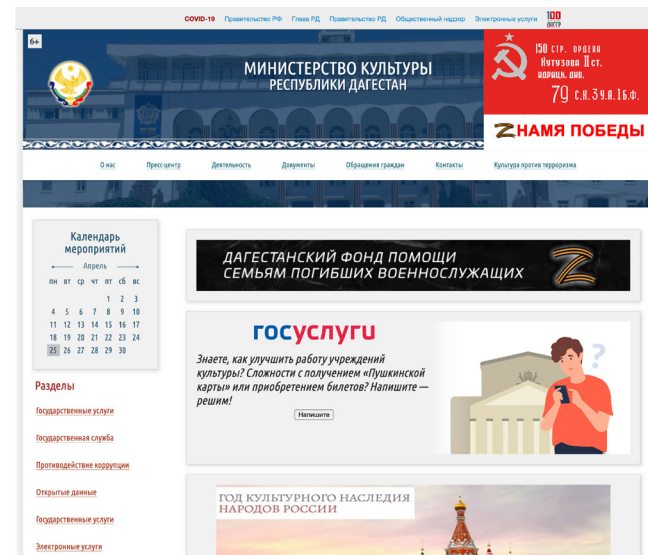 COVID-19 Правительство РФ Глава РД Правительство РД Общественный надзор Электронные услуги 100 ДАССР
6+
МИНИСТЕРСТВО КУЛЬТУРЫ
РЕСПУБЛИКИ ДАГЕСТАН
150 СТР. ОРДЕНА
КУТУЗОВА II СТ.
ИДРИЦК. ДИВ.
79 С.К. 3 У.А. 1 Б.Ф.
ZНАМЯ ПОБЕДЫ
О нас Пресс-центр Деятельность Документы Обращения граждан Контакты Культура против терроризма
Календарь
мероприятий
Апрель
пн вт ср чт пт сб вс
1 2 3
4 5 6 7 8 9 10
11 12 13 14 15 16 17
18 19 20 21 22 23 24
25 26 27 28 29 30
Разделы
Государственные услуги
Государственная служба
Противодействие коррупции
Открытые данные
Государственные услуги
Электронные услуги
ДАГЕСТАНСКИЙ ФОНД ПОМОЩИ
СЕМЬЯМ ПОГИБШИХ ВОЕННОСЛУЖАЩИХ
Z
госуслуги
Знаете, как улучшить работу учреждений
культуры? Сложности с получением «Пушкинской
карты» или приобретением билетов? Напишите —
решим!
Напишите
?
ГОД КУЛЬТУРНОГО НАСЛЕДИЯ
НАРОДОВ РОССИИ